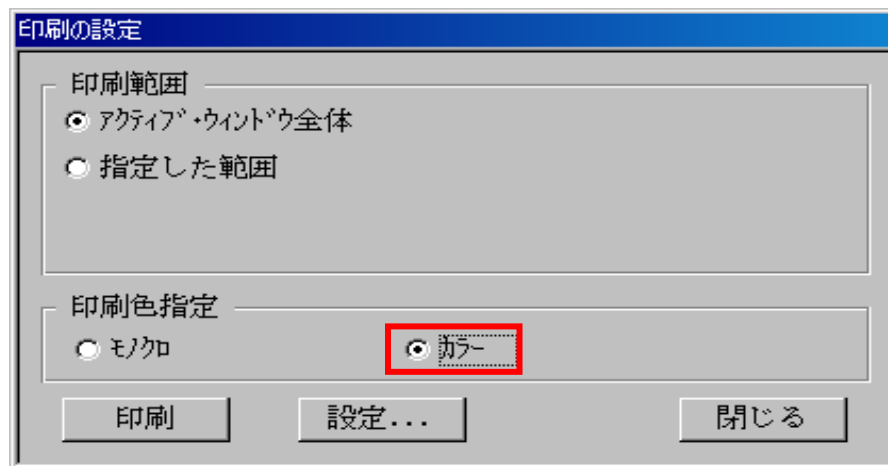 印刷の設定
印刷範囲
ｱｸﾃｨﾌﾞ･ｳｨﾝﾄﾞｳ全体
指定した範囲
印刷色指定
ﾓﾉｸﾛ ｶﾗｰ
印刷 設定... 閉じる